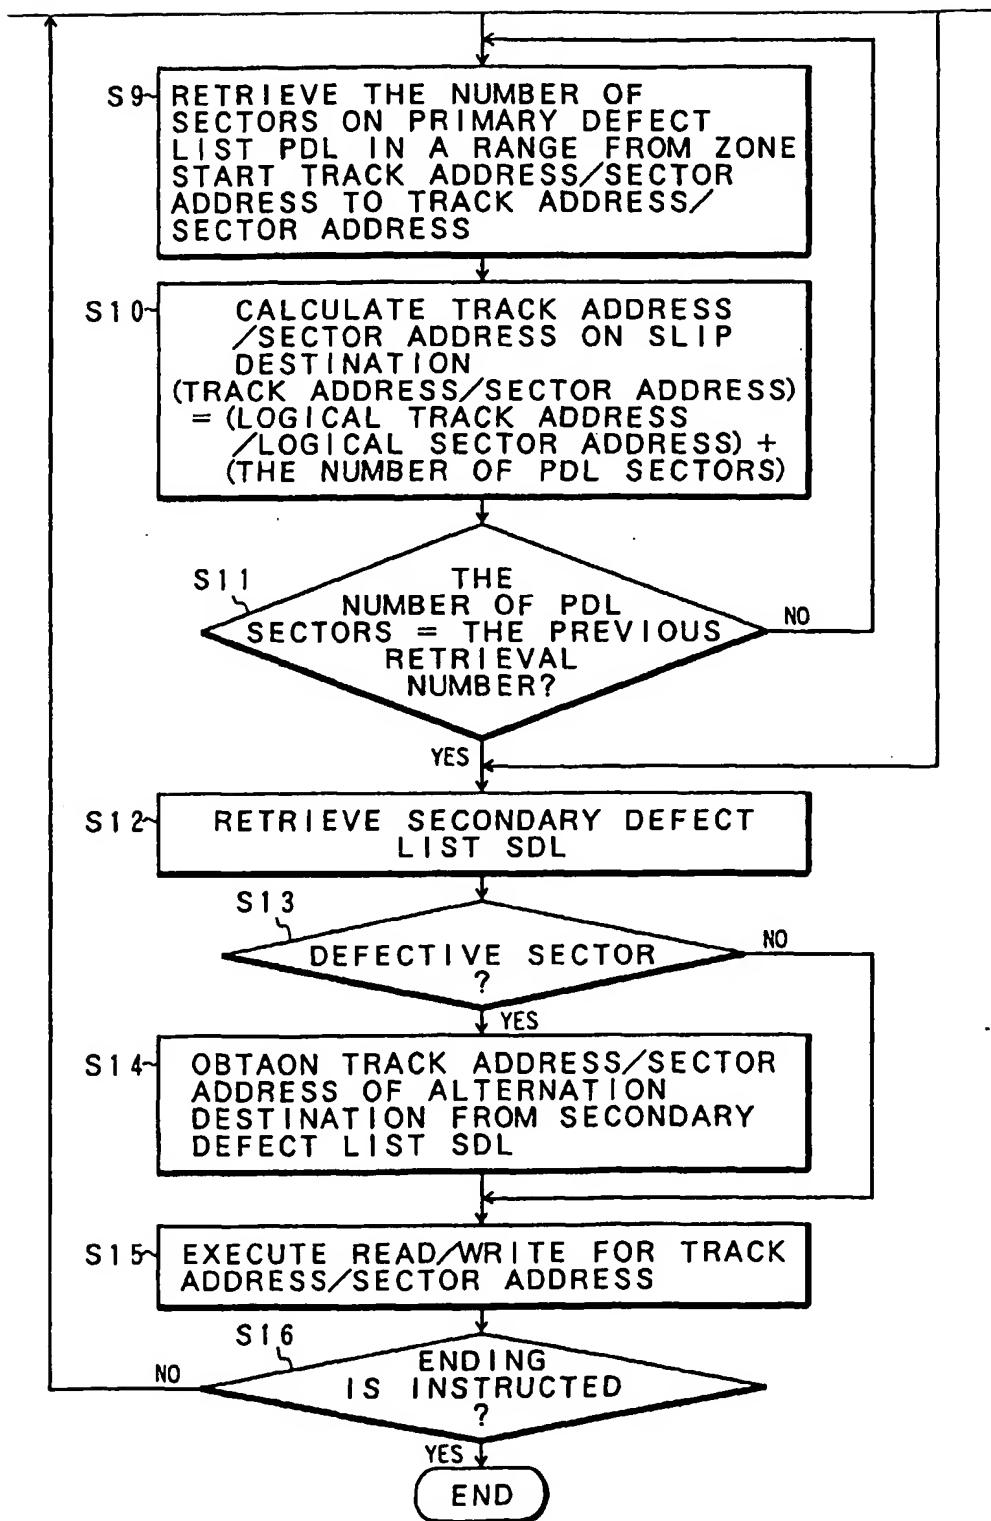 S9
RETRIEVE THE NUMBER OF
SECTORS ON PRIMARY DEFECT
LIST PDL IN A RANGE FROM ZONE
START TRACK ADDRESS/SECTOR
ADDRESS TO TRACK ADDRESS/
SECTOR ADDRESS
S10
CALCULATE TRACK ADDRESS
/SECTOR ADDRESS ON SLIP
DESTINATION
(TRACK ADDRESS/SECTOR ADDRESS)
= (LOGICAL TRACK ADDRESS
/LOGICAL SECTOR ADDRESS) +
(THE NUMBER OF PDL SECTORS)
S11
THE
NUMBER OF PDL
SECTORS = THE PREVIOUS
RETRIEVAL
NUMBER?
NO
YES
S12
RETRIEVE SECONDARY DEFECT
LIST SDL
S13
DEFECTIVE SECTOR
?
NO
YES
S14
OBTAON TRACK ADDRESS/SECTOR
ADDRESS OF ALTERNATION
DESTINATION FROM SECONDARY
DEFECT LIST SDL
S15
EXECUTE READ/WRITE FOR TRACK
ADDRESS/SECTOR ADDRESS
S16
ENDING
IS INSTRUCTED
?
NO
YES
END